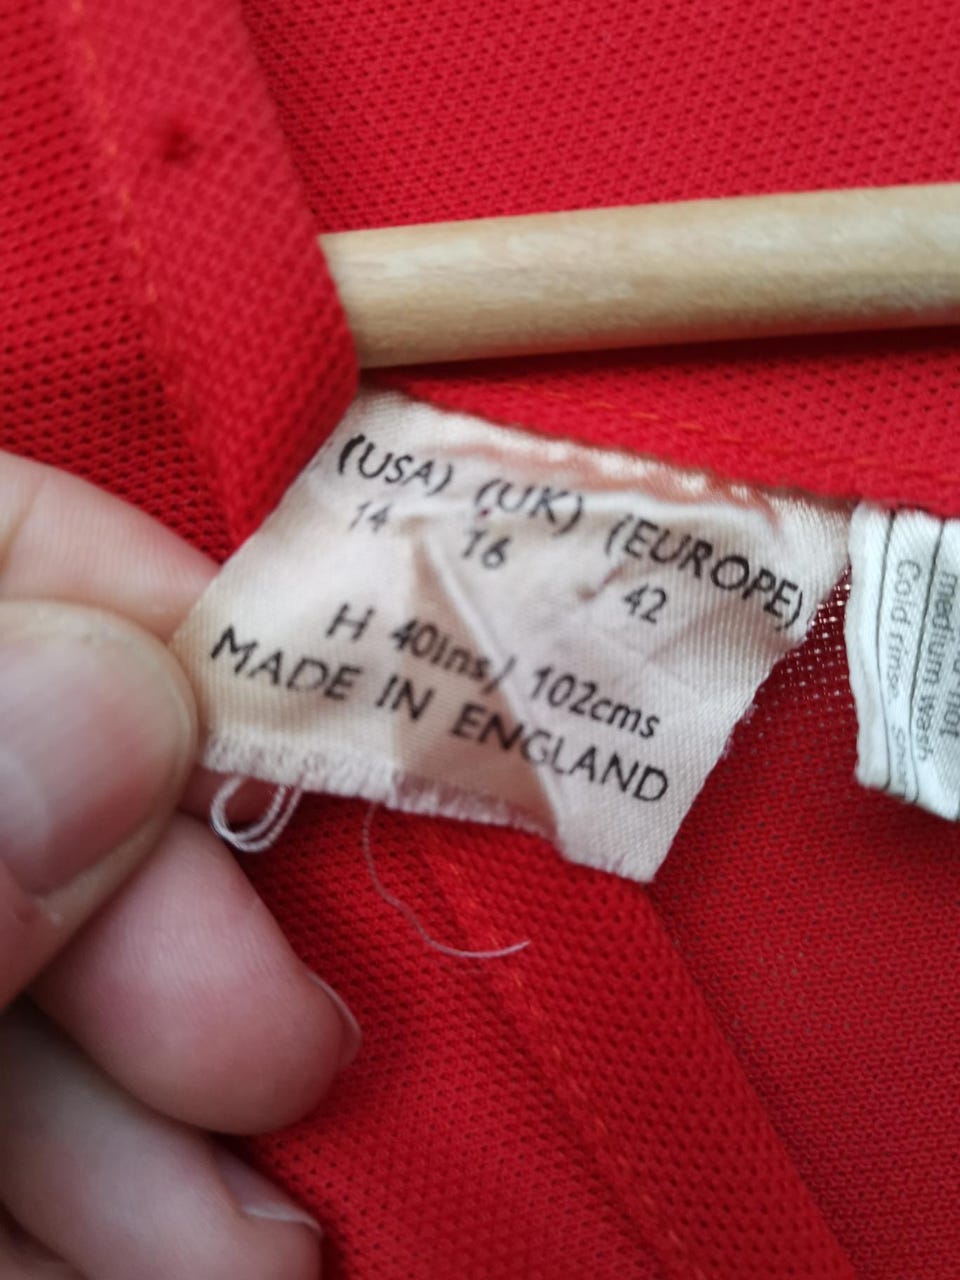 (USA) (UK) (EUROPE)
14 16 42
H 40ins/ 102cms
MADE IN ENGLAND
medium wash
Cold rinse.